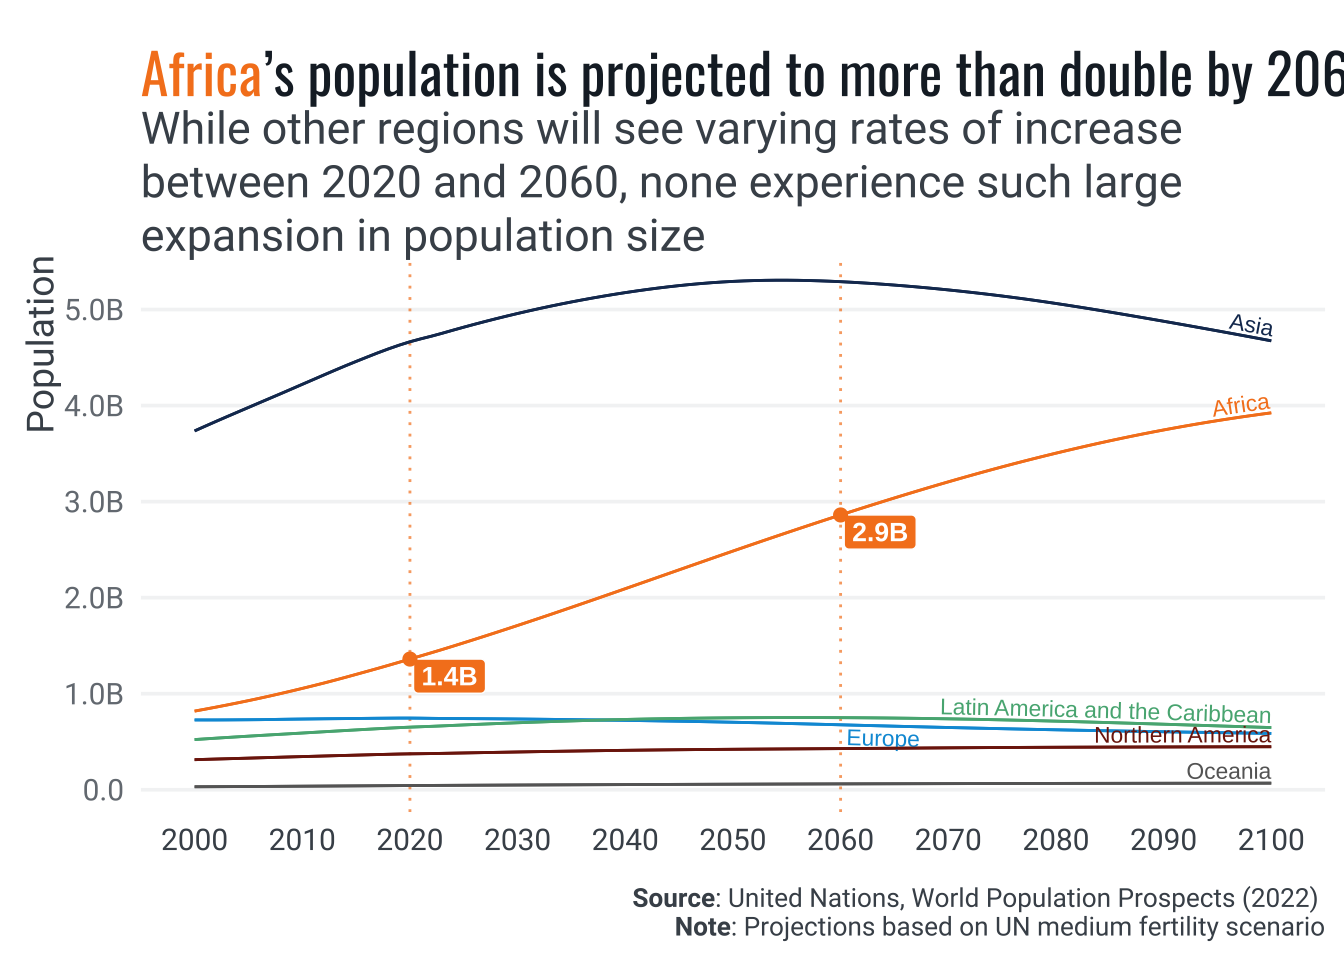 Africa’s population is projected to more than double by 206
While other regions will see varying rates of increase
between 2020 and 2060, none experience such large
expansion in population size
Population
5.0B
4.0B
3.0B
2.0B
1.0B
0.0
Asia
Africa
2.9B
1.4B
Latin America and the Caribbean
Northern America
Europe
Oceania
2000 2010 2020 2030 2040 2050 2060 2070 2080 2090 2100
Source: United Nations, World Population Prospects (2022)
Note: Projections based on UN medium fertility scenario